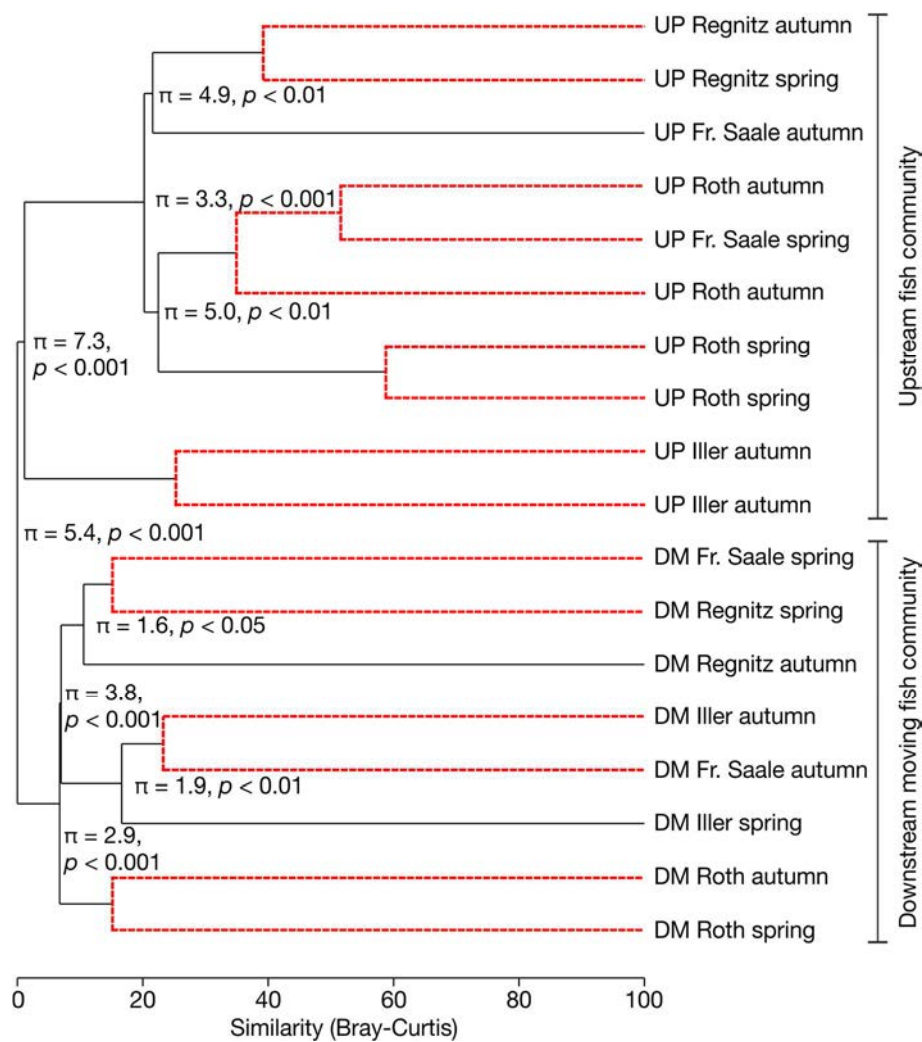 UP Regnitz autumn
UP Regnitz spring
π = 4.9, p < 0.01
UP Fr. Saale autumn
UP Roth autumn
π = 3.3, p < 0.001
UP Fr. Saale spring
UP Roth autumn
π = 5.0, p < 0.01
UP Roth spring
π = 7.3,
p < 0.001
UP Roth spring
UP Iller autumn
UP Iller autumn
Upstream fish community
π = 5.4, p < 0.001
DM Fr. Saale spring
DM Regnitz spring
π = 1.6, p < 0.05
DM Regnitz autumn
π = 3.8,
p < 0.001
DM Iller autumn
DM Fr. Saale autumn
π = 1.9, p < 0.01
DM Iller spring
π = 2.9,
p < 0.001
DM Roth autumn
DM Roth spring
Downstream moving fish community
0 20 40 60 80 100
Similarity (Bray-Curtis)